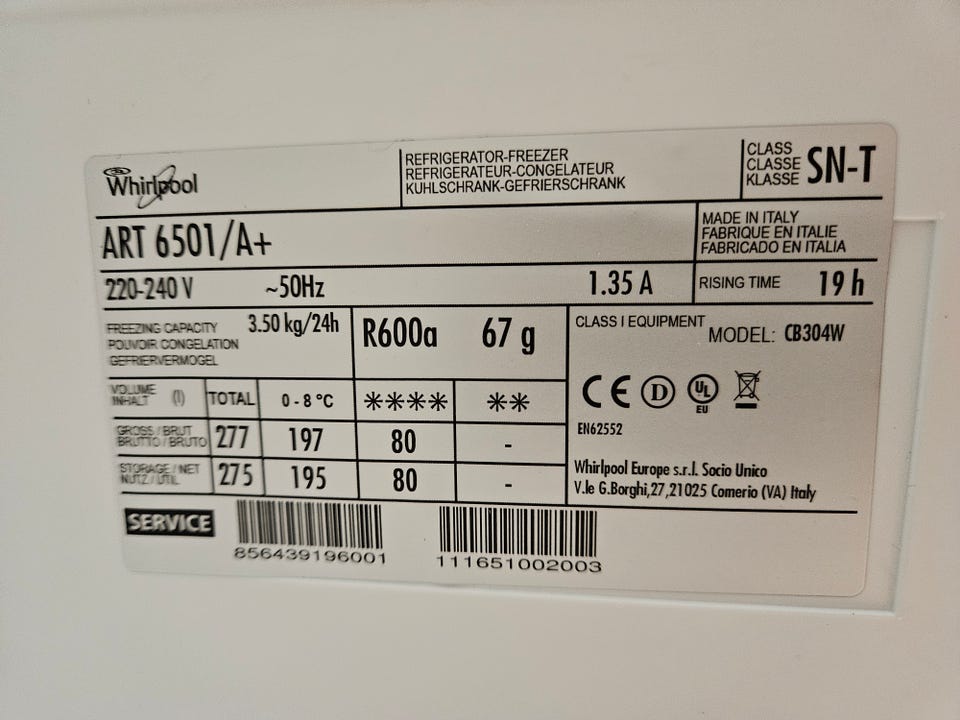 Whirlpool
REFRIGERATOR-FREEZER
REFRIGERATEUR-CONGELATEUR
KUHLSCHRANK-GEFRIERSCHRANK
CLASS
CLASSE
KLASSE
SN-T
ART 6501/A+
MADE IN ITALY
FABRIQUE EN ITALIE
FABRICADO EN ITALIA
220-240 V ~50Hz 1.35 A
RISING TIME 19 h
FREEZING CAPACITY 3.50 kg/24h
POUVOIR CONGELATION
GEFRIERVERMOGEL
R600a 67 g
CLASS I EQUIPMENT
MODEL: CB304W
VOLUME
INHALT (l) TOTAL 0-8 °C **** **
GROSS/BRUT
BRUTTO/BRUTO 277 197 80 -
STORAGE/NET
NUTZ/UTIL 275 195 80 -
CE D UL
EU
EN62552
Whirlpool Europe s.r.l. Socio Unico
V.le G.Borghi,27,21025 Comerio (VA) Italy
SERVICE
856439196001
111651002003